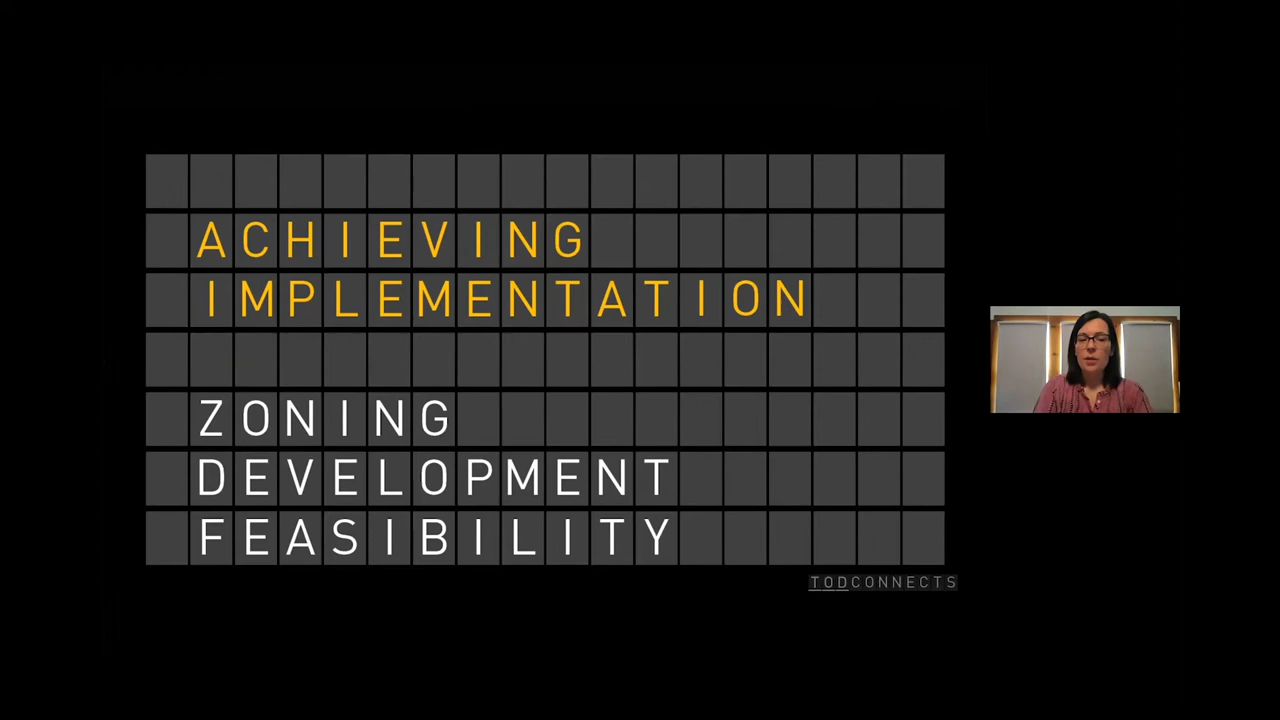 ACHIEVING
IMPLEMENTATION
ZONING
DEVELOPMENT
FEASIBILITY
TODCONNECTS